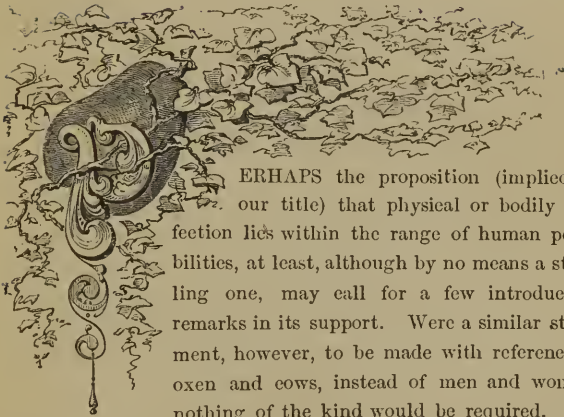 PERHAPS the proposition (implied
our title) that physical or bodily
fection lies within the range of human po
bilities, at least, although by no means a st
ling one, may call for a few introduc
remarks in its support. Were a similar st
ment, however, to be made with referenc
oxen and cows, instead of men and wom
nothing of the kind would be required.